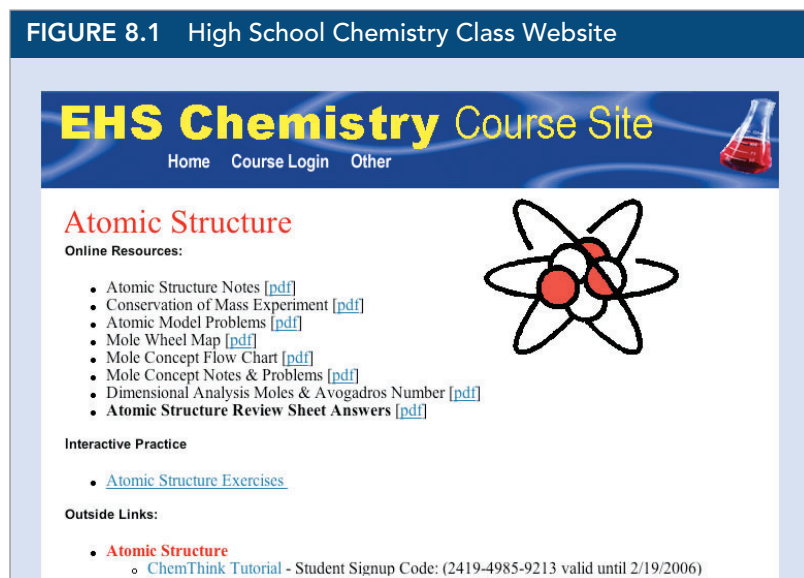 FIGURE 8.1 High School Chemistry Class Website
EHS Chemistry Course Site
Home Course Login Other
Atomic Structure
Online Resources:
• Atomic Structure Notes [pdf]
• Conservation of Mass Experiment [pdf]
• Atomic Model Problems [pdf]
• Mole Wheel Map [pdf]
• Mole Concept Flow Chart [pdf]
• Mole Concept Notes & Problems [pdf]
• Dimensional Analysis Moles & Avogadros Number [pdf]
• Atomic Structure Review Sheet Answers [pdf]
Interactive Practice
• Atomic Structure Exercises
Outside Links:
• Atomic Structure
○ ChemThink Tutorial - Student Signup Code: (2419-4985-9213 valid until 2/19/2006)